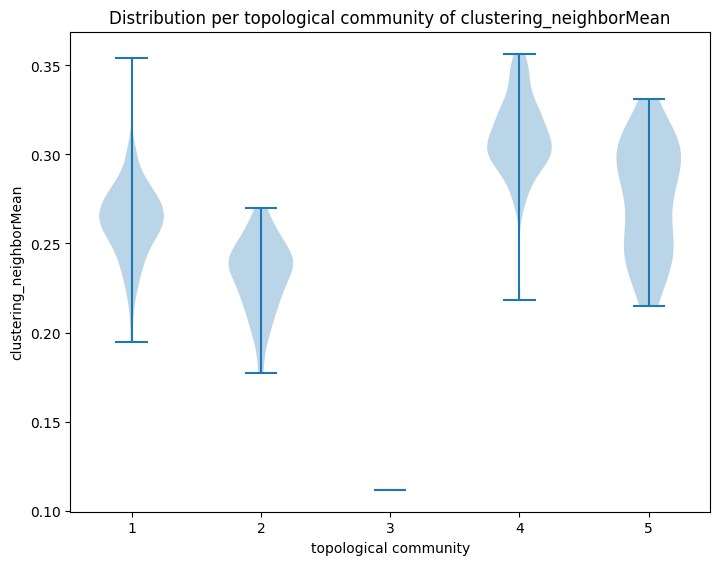 Distribution per topological community of clustering_neighborMean
clustering_neighborMean
0.35
0.30
0.25
0.20
0.15
0.10
1 2 3 4 5
topological community